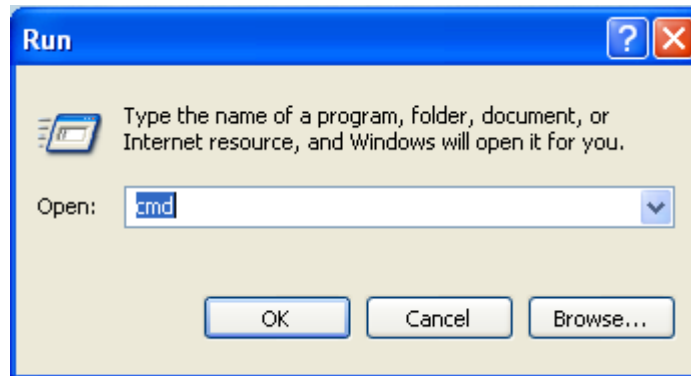 Run
Type the name of a program, folder, document, or
Internet resource, and Windows will open it for you.
Open: cmd
OK Cancel Browse...